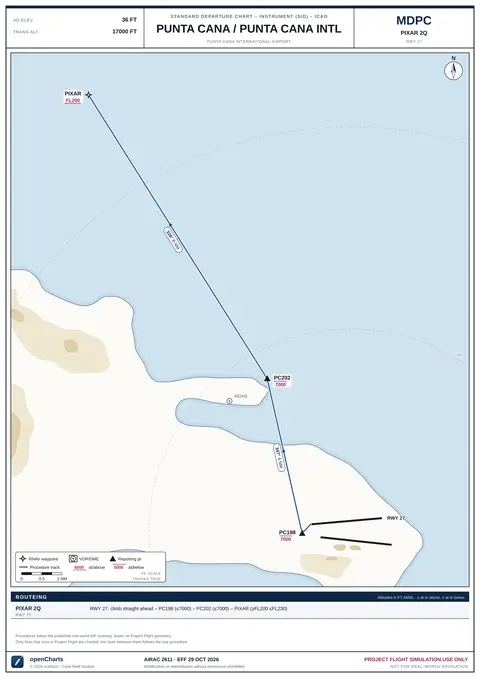 AD ELEV 36 FT
TRANS ALT 17000 FT
STANDARD DEPARTURE CHART – INSTRUMENT (SID) – ICAO
PUNTA CANA / PUNTA CANA INTL
PUNTA CANA INTERNATIONAL AIRPORT
MDPC
PIXAR 2Q
RWY 27
N
PIXAR
FL200
PC202
7000
RWY 27
PC198
7000
RNAV waypoint VOR/DME Reporting pt
Procedure track 5000 at/above 5000 at/below
0 0.5 1 NM
TRACKS TRUE
ROUTEING
PIXAR 2Q
RWY 27
RWY 27: climb straight ahead – PC198 (≤7000) – PC202 (≤7000) – PIXAR (≥FL200 ≤FL230)
openCharts
AIRAC 2611 · EFF 29 OCT 2026
PROJECT FLIGHT SIMULATION USE ONLY
NOT FOR REAL-WORLD NAVIGATION